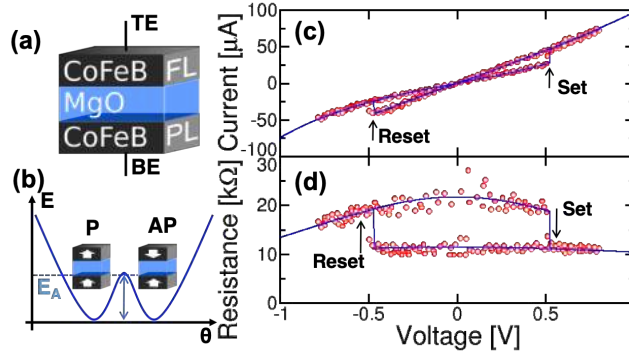 (a)
TE
CoFeB FL
MgO
CoFeB PL
BE
(b)
E
P AP
E_A
θ
(c)
Current [μA]
100
50
0
-50
-100
Set
Reset
(d)
Resistance [kΩ]
30
20
10
0
Set
Reset
-1 -0.5 0 0.5 1
Voltage [V]